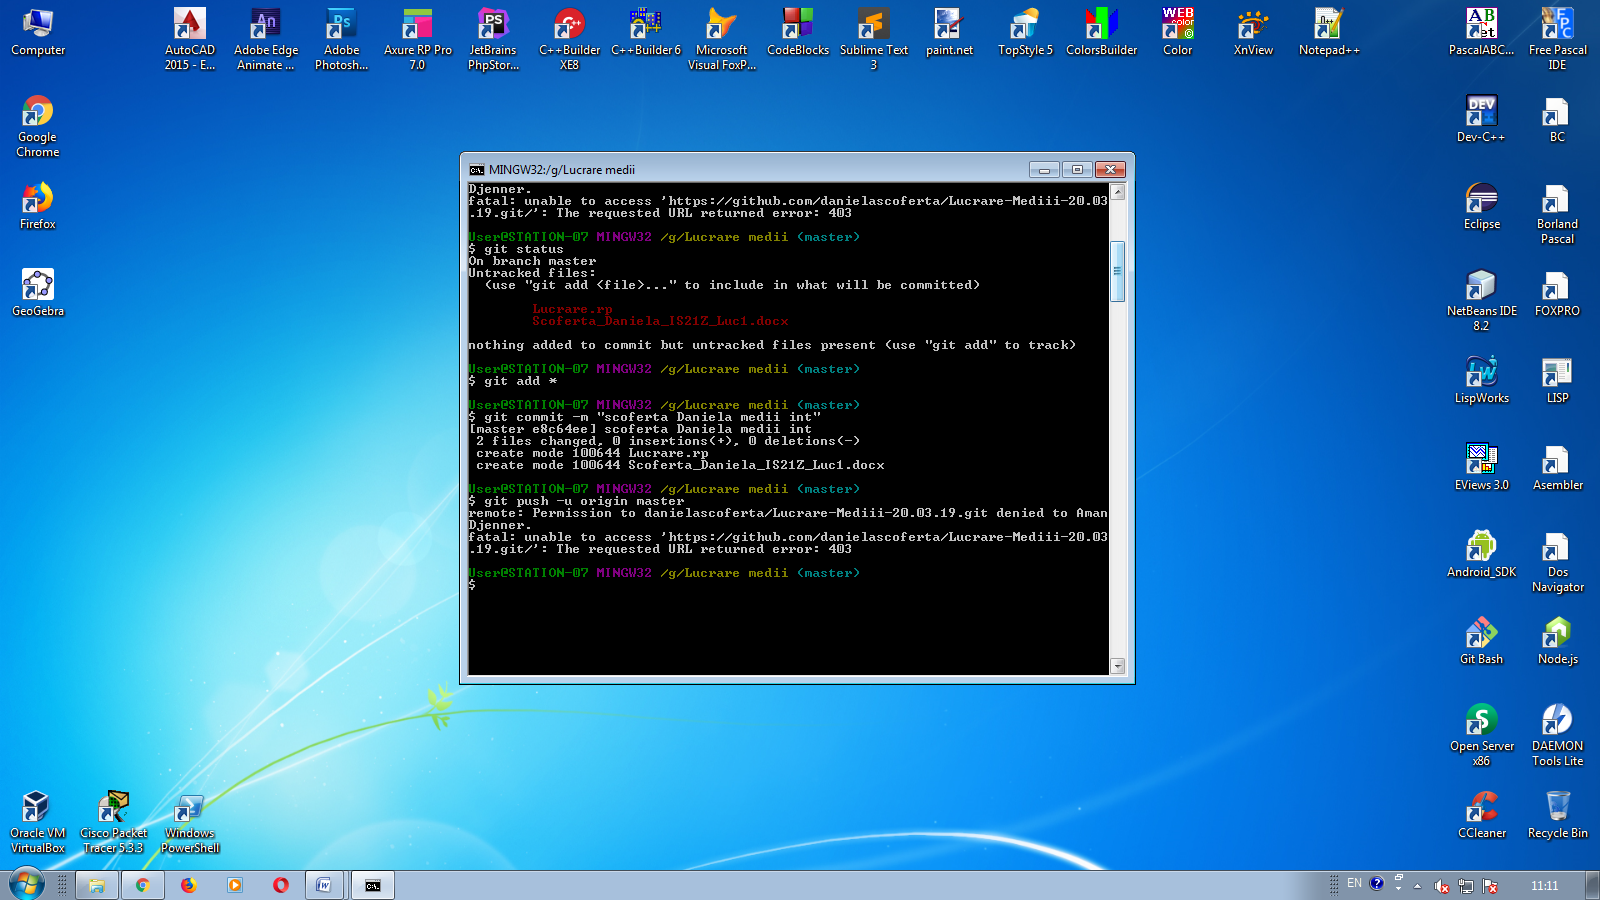 Computer
AutoCAD
2015 - E...
Adobe Edge
Animate ...
Adobe
Photosh...
Axure RP Pro
7.0
JetBrains
PhpStor...
C++Builder
XE8
C++Builder 6
Microsoft
Visual FoxP...
CodeBlocks
Sublime Text
3
paint.net
TopStyle 5
ColorsBuilder
Color
XnView
Notepad++
PascalABC...
Free Pascal
IDE
Google
Chrome
Firefox
GeoGebra
Dev-C++
BC
Eclipse
Borland
Pascal
NetBeans IDE
8.2
FOXPRO
LispWorks
LISP
EViews 3.0
Asembler
Android_SDK
Dos
Navigator
Git Bash
Node.js
Open Server
x86
DAEMON
Tools Lite
CCleaner
Recycle Bin
MINGW32:/g/Lucrare medii
Djenner.
fatal: unable to access 'https://github.com/danielascoferta/Lucrare-Mediii-20.03
.19.git/': The requested URL returned error: 403
User@STATION-07 MINGW32 /g/Lucrare medii (master)
$ git status
On branch master
Untracked files:
(use "git add <file>..." to include in what will be committed)
Lucrare.rp
Scoferta_Daniela_IS21Z_Luc1.docx
nothing added to commit but untracked files present (use "git add" to track)
User@STATION-07 MINGW32 /g/Lucrare medii (master)
$ git add *
User@STATION-07 MINGW32 /g/Lucrare medii (master)
$ git commit -m "scoferta Daniela medii int"
[master e8c64ee] scoferta Daniela medii int
2 files changed, 0 insertions(+), 0 deletions(-)
create mode 100644 Lucrare.rp
create mode 100644 Scoferta_Daniela_IS21Z_Luc1.docx
User@STATION-07 MINGW32 /g/Lucrare medii (master)
$ git push -u origin master
remote: Permission to danielascoferta/Lucrare-Mediii-20.03.19.git denied to Aman
Djenner.
fatal: unable to access 'https://github.com/danielascoferta/Lucrare-Mediii-20.03
.19.git/': The requested URL returned error: 403
User@STATION-07 MINGW32 /g/Lucrare medii (master)
$
Oracle VM
VirtualBox
Cisco Packet
Tracer 5.3.3
Windows
PowerShell
EN
11:11